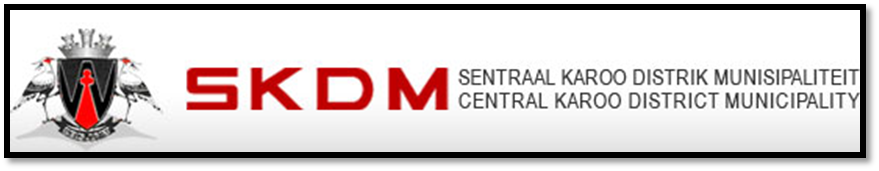 SKDM
SENTRAAL KAROO DISTRIK MUNISIPALITEIT
CENTRAL KAROO DISTRICT MUNICIPALITY